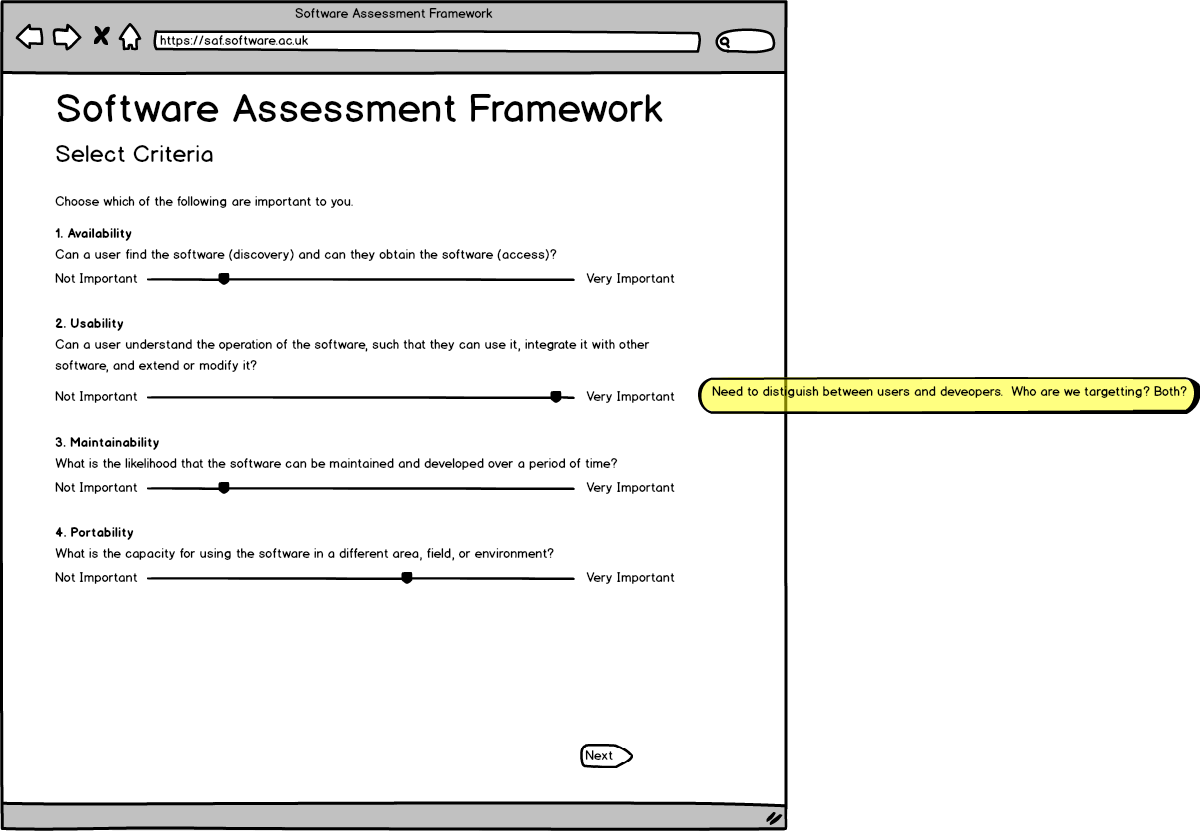 Software Assessment Framework
https://saf.software.ac.uk
Software Assessment Framework
Select Criteria
Choose which of the following are important to you.
1. Availability
Can a user find the software (discovery) and can they obtain the software (access)?
Not Important Very Important
2. Usability
Can a user understand the operation of the software, such that they can use it, integrate it with other
software, and extend or modify it?
Not Important Very Important
Need to distiguish between users and deveopers. Who are we targetting? Both?
3. Maintainability
What is the likelihood that the software can be maintained and developed over a period of time?
Not Important Very Important
4. Portability
What is the capacity for using the software in a different area, field, or environment?
Not Important Very Important
Next